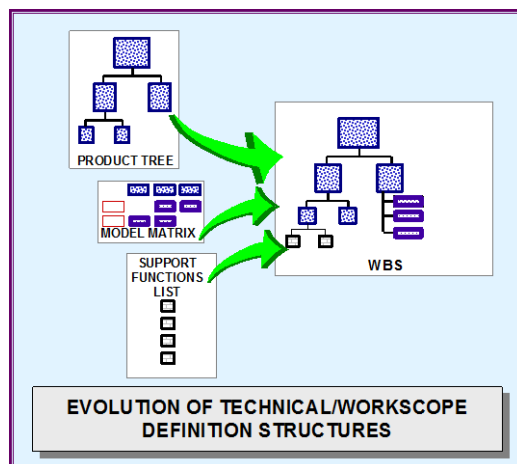 PRODUCT TREE
MODEL MATRIX
SUPPORT
FUNCTIONS
LIST
WBS
EVOLUTION OF TECHNICAL/WORKSCOPE
DEFINITION STRUCTURES